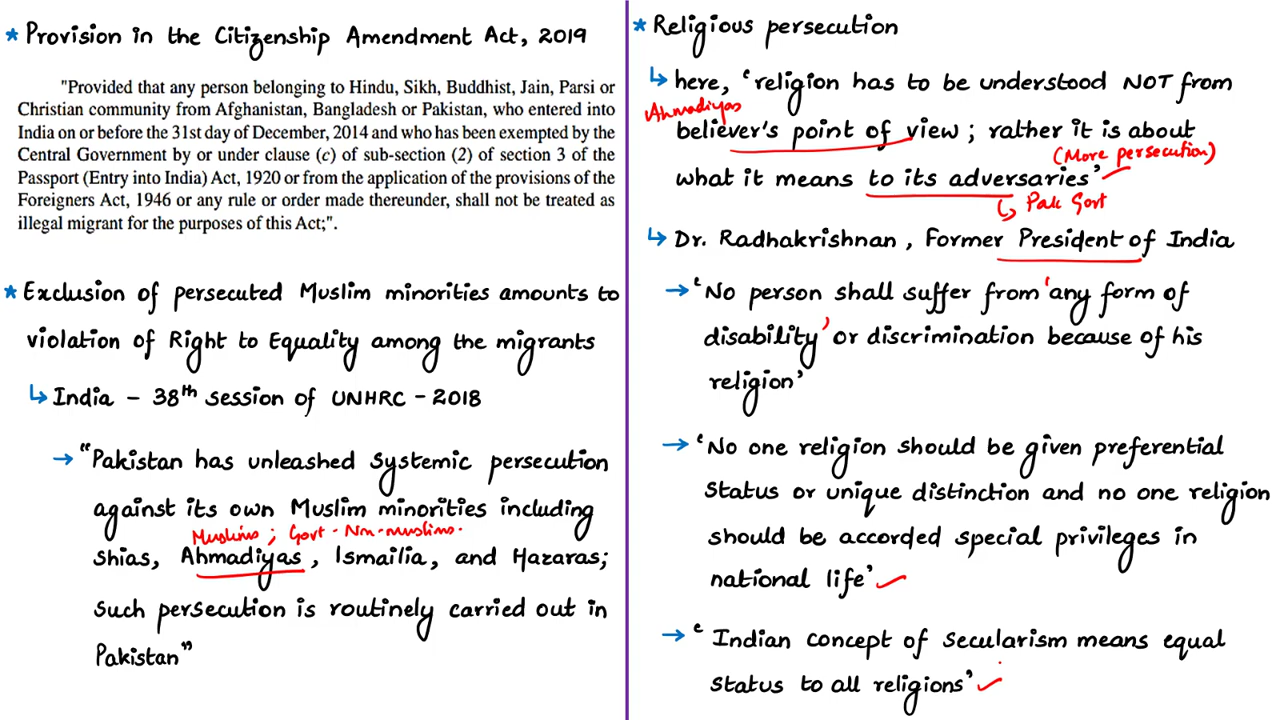 * Provision in the Citizenship Amendment Act, 2019
"Provided that any person belonging to Hindu, Sikh, Buddhist, Jain, Parsi or
Christian community from Afghanistan, Bangladesh or Pakistan, who entered into
India on or before the 31st day of December, 2014 and who has been exempted by the
Central Government by or under clause (c) of sub-section (2) of section 3 of the
Passport (Entry into India) Act, 1920 or from the application of the provisions of the
Foreigners Act, 1946 or any rule or order made thereunder, shall not be treated as
illegal migrant for the purposes of this Act;".
* Exclusion of persecuted Muslim minorities amounts to
violation of Right to Equality among the migrants
↳ India - 38th session of UNHRC - 2018
→ "Pakistan has unleashed systemic persecution
against its own Muslim minorities including
Muslims ; Govt - Non-muslims.
Shias, Ahmadiyas, Ismailia, and Hazaras;
such persecution is routinely carried out in
Pakistan"
* Religious persecution
↳ here, 'religion has to be understood NOT from
Ahmadiyas
believer's point of view ; rather it is about
(More persecution)
what it means to its adversaries'
↳ Pak Govt
↳ Dr. Radhakrishnan, Former President of India
→ 'No person shall suffer from 'any form of
disability' or discrimination because of his
religion'
→ 'No one religion should be given preferential
status or unique distinction and no one religion
should be accorded special privileges in
national life'
→ ' Indian concept of secularism means equal
status to all religions'